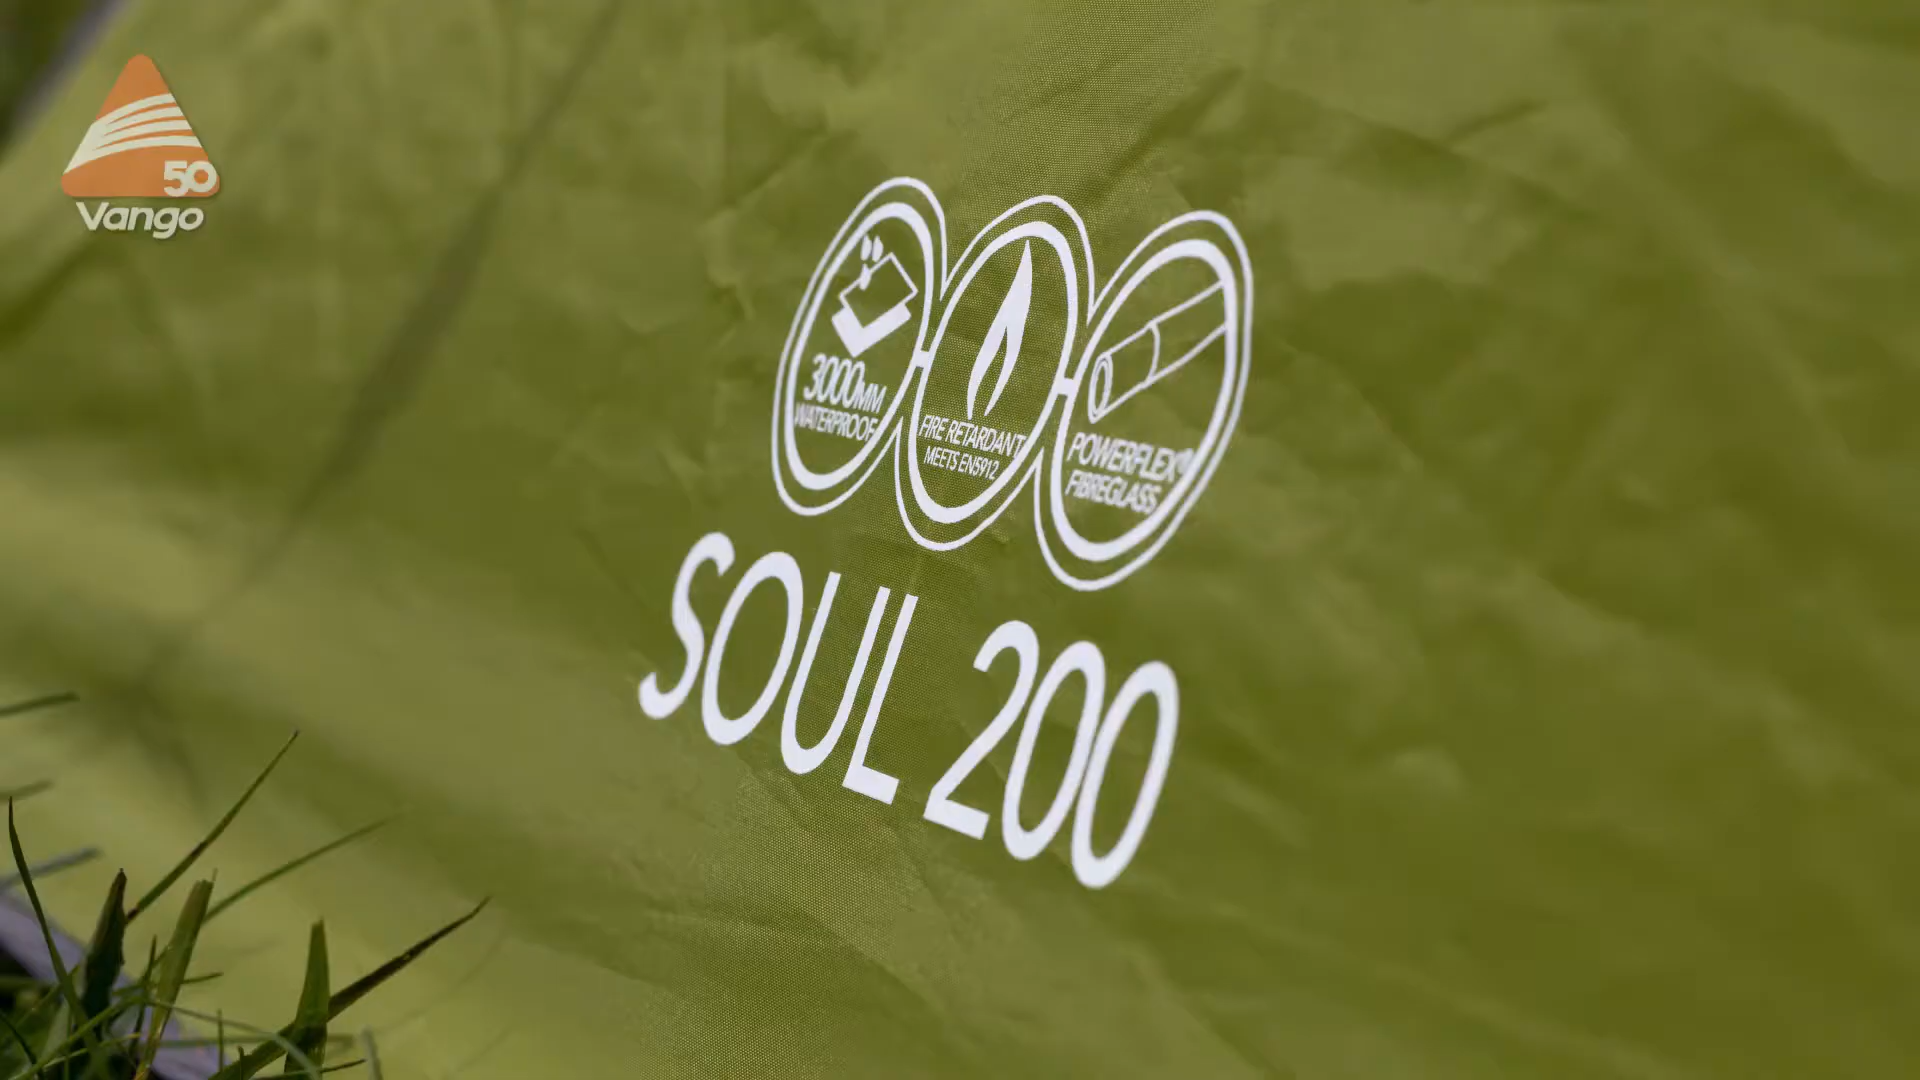 50
Vango
3000MM
WATERPROOF
FIRE RETARDANT
MEETS EN5912
POWERFLEX®
FIBREGLASS
SOUL 200